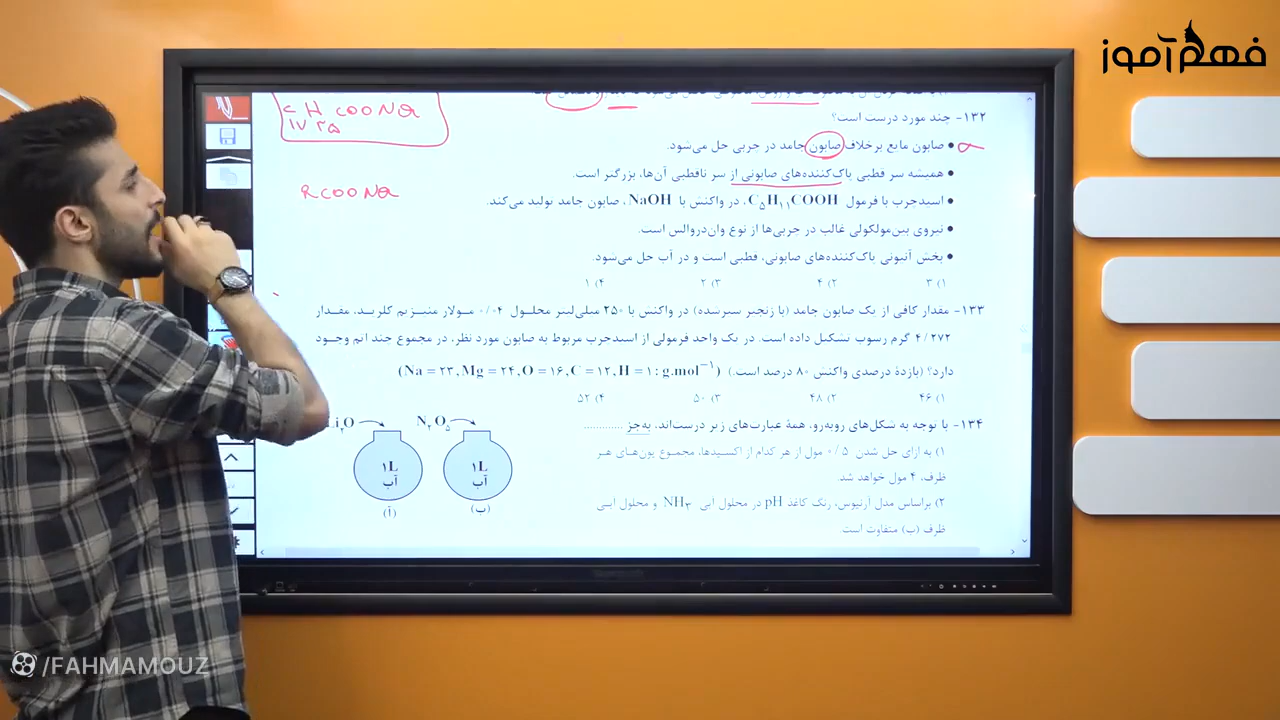 فهم آموز
C₁₇H₃₅COONa
RCOONa
۱۳۲- چند مورد درست است؟
● صابون مایع برخلاف صابون جامد در چربی حل می‌شود.
● همیشه سر قطبی پاک‌کننده‌های صابونی از سر ناقطبی آن‌ها، بزرگتر است.
● اسیدچرب با فرمول C₅H₁₁COOH، در واکنش با NaOH، صابون جامد تولید می‌کند.
● نیروی بین‌مولکولی غالب در چربی‌ها از نوع وان‌دروالس است.
● بخش آنیونی پاک‌کننده‌های صابونی، قطبی است و در آب حل می‌شود.
۱) ۳ ۲) ۴ ۳) ۲ ۴) ۱
۱۳۳- مقدار کافی از یک صابون جامد (با زنجیر سیرشده) در واکنش با ۲۵۰ میلی‌لیتر محلول ۰/۰۴ مولار منیزیم کلرید، مقدار
۴/۲۷۲ گرم رسوب تشکیل داده است. در یک واحد فرمولی از اسیدچرب مربوط به صابون مورد نظر، در مجموع چند اتم وجود
دارد؟ (بازدهٔ درصدی واکنش ۸۰ درصد است.) (Na = ۲۳, Mg = ۲۴, O = ۱۶, C = ۱۲, H = ۱ : g.mol⁻¹)
۱) ۴۶ ۲) ۴۸ ۳) ۵۰ ۴) ۵۲
۱۳۴- با توجه به شکل‌های روبه‌رو، همهٔ عبارت‌های زیر درست‌اند، به‌جز ............
۱) به ازای حل شدن ۰/۵ مول از هر کدام از اکسیدها، مجموع یون‌های هر
ظرف، ۴ مول خواهد شد.
۲) براساس مدل آرنیوس، رنگ کاغذ pH در محلول آبی NH₃ و محلول آبی
ظرف (ب) متفاوت است.
N₂O₅
i₂O
۱L
آب
(ب)
۱L
آب
(آ)
/FAHMAMOUZ